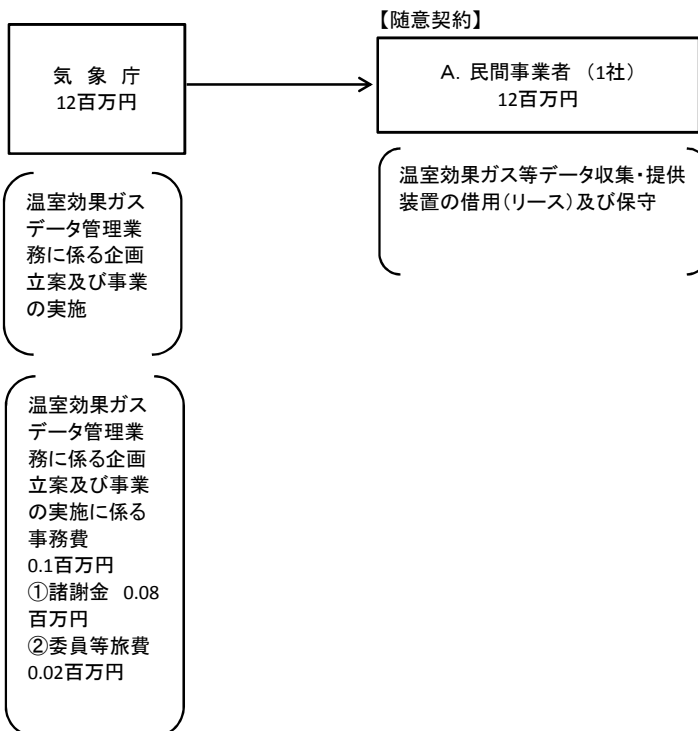 【随意契約】
気 象 庁
12百万円
A. 民間事業者 （1社）
12百万円
温室効果ガス
データ管理業
務に係る企画
立案及び事業
の実施
温室効果ガス等データ収集・提供
装置の借用（リース）及び保守
温室効果ガス
データ管理業
務に係る企画
立案及び事業
の実施に係る
事務費
0.1百万円
①諸謝金 0.08
百万円
②委員等旅費
0.02百万円